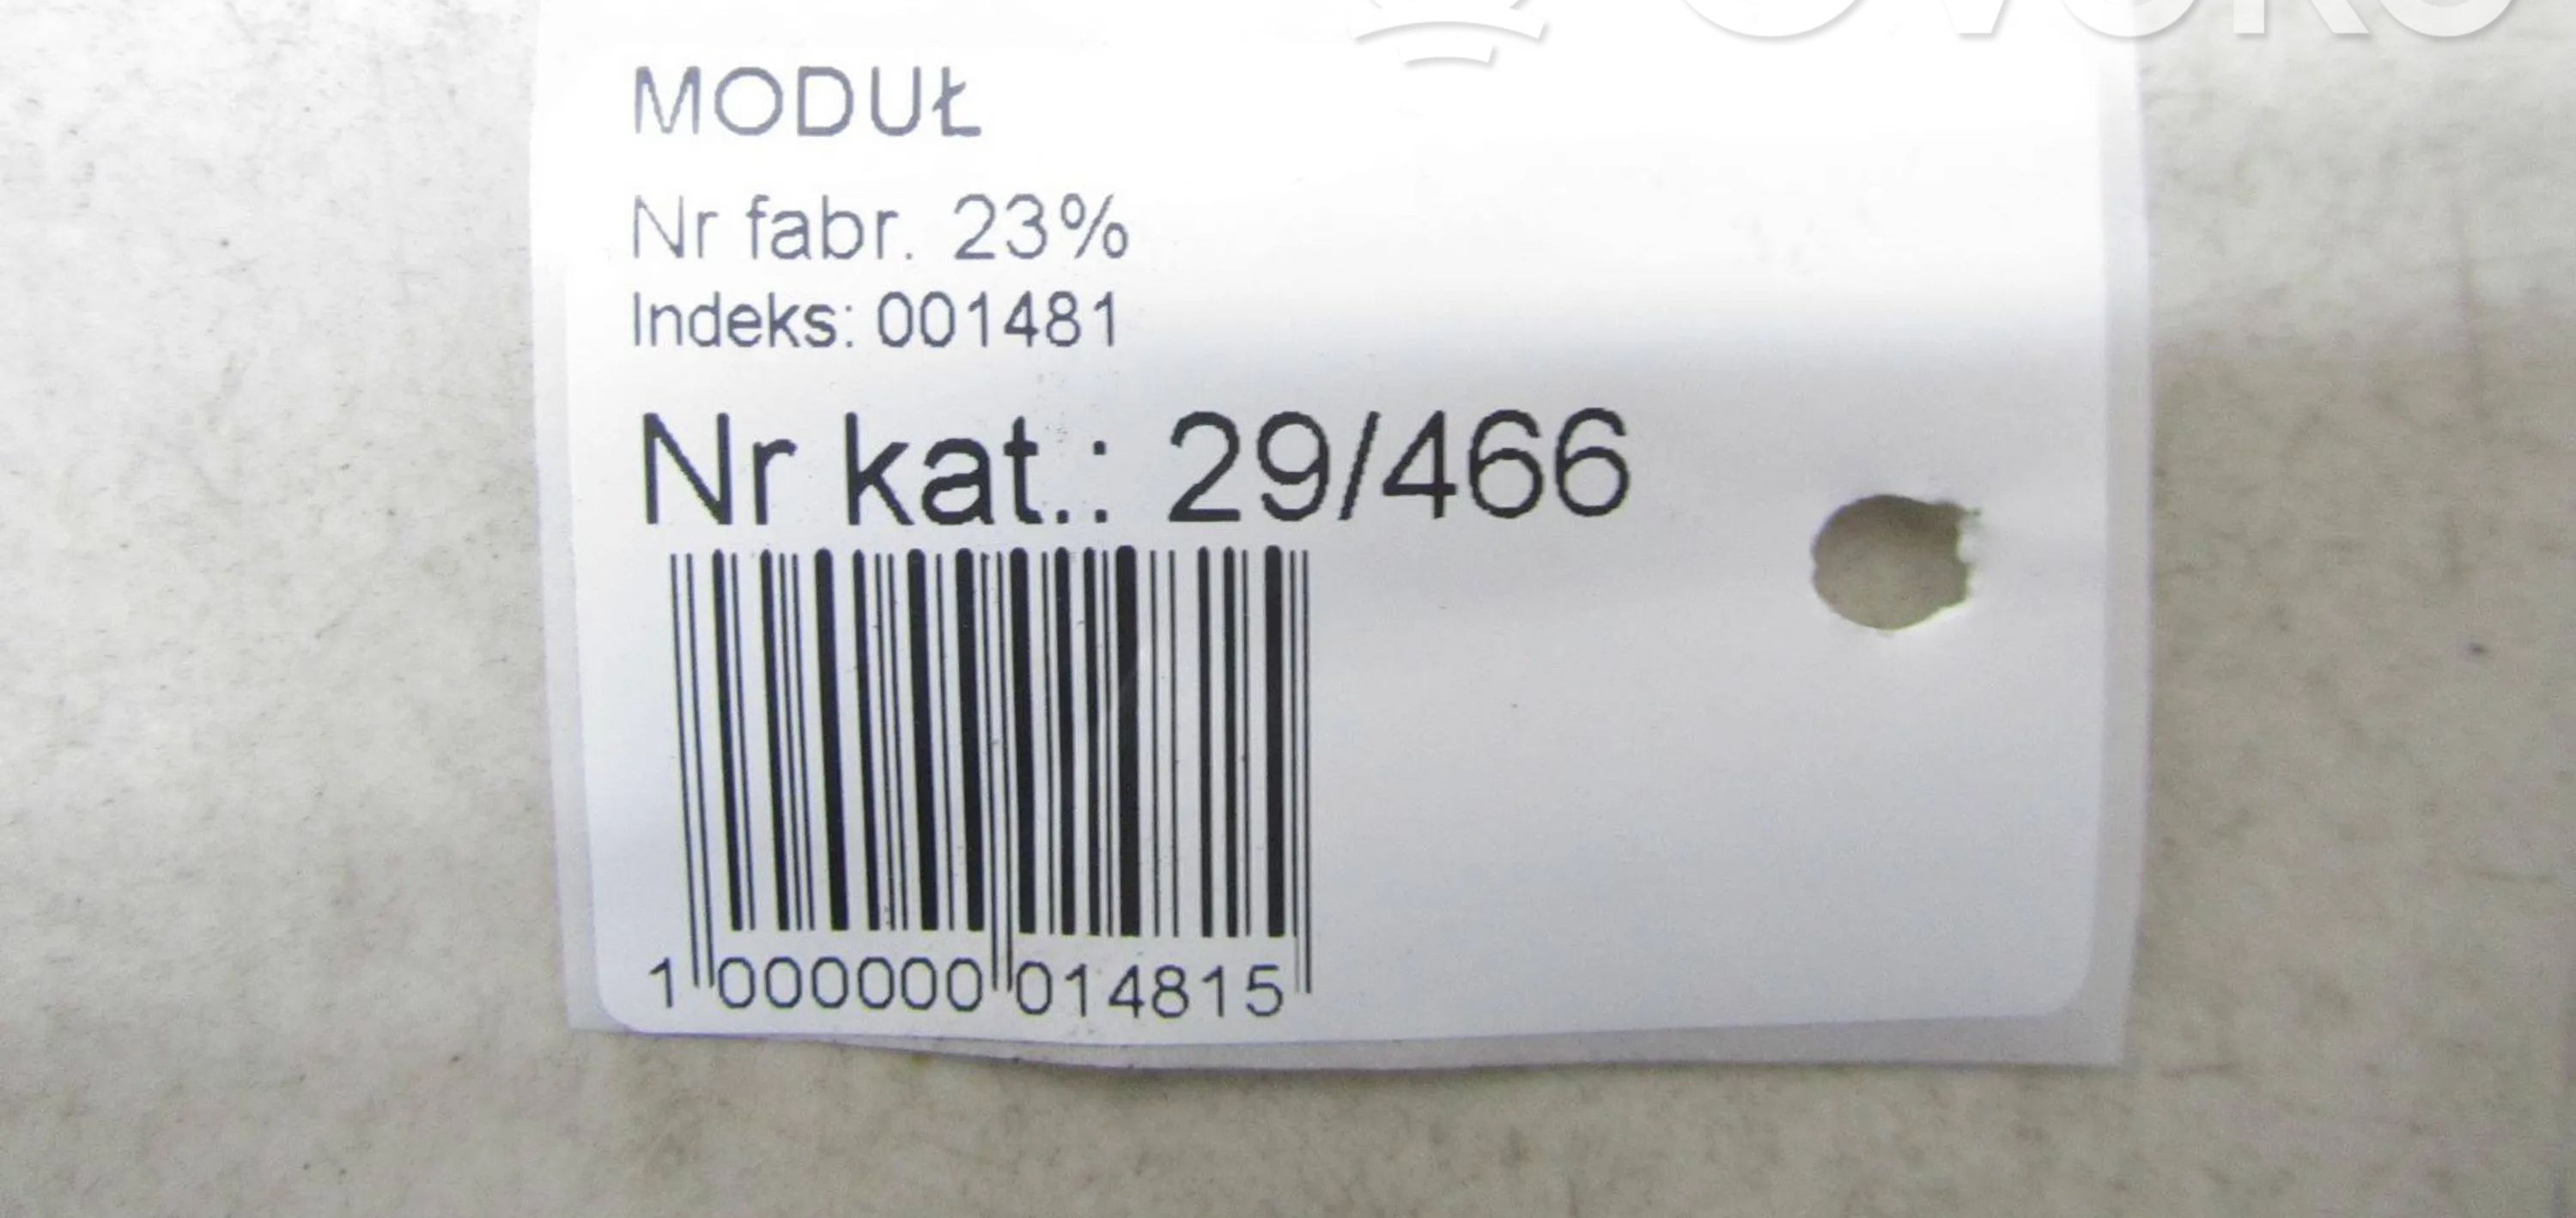 MODUŁ
Nr fabr. 23%
Indeks: 001481
Nr kat.: 29/466
1 000000 014815